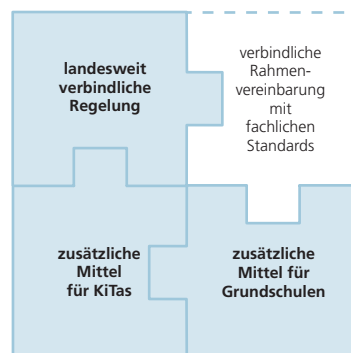 landesweit
verbindliche
Regelung
verbindliche
Rahmen-
vereinbarung
mit
fachlichen
Standards
zusätzliche
Mittel
für KiTas
zusätzliche
Mittel für
Grundschulen